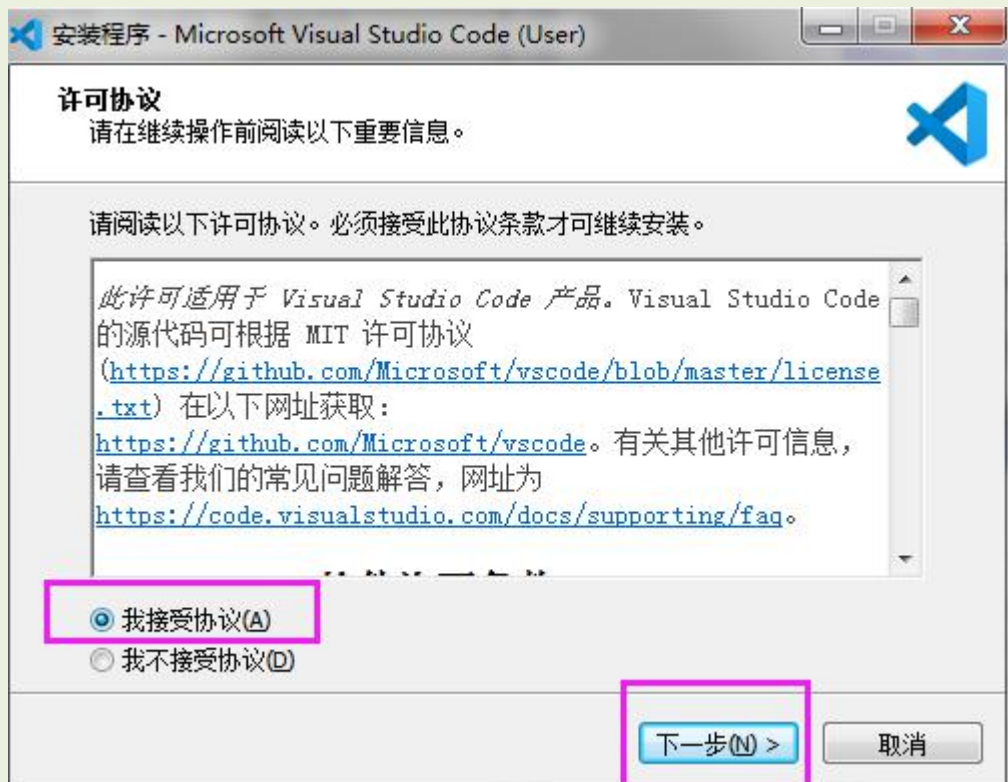 安装程序 - Microsoft Visual Studio Code (User)
许可协议
请在继续操作前阅读以下重要信息。
请阅读以下许可协议。必须接受此协议条款才可继续安装。
此许可适用于 Visual Studio Code 产品。Visual Studio Code
的源代码可根据 MIT 许可协议
(https://github.com/Microsoft/vscode/blob/master/license
.txt) 在以下网址获取:
https://github.com/Microsoft/vscode。有关其他许可信息,
请查看我们的常见问题解答, 网址为
https://code.visualstudio.com/docs/supporting/faq。
我接受协议(A)
我不接受协议(D)
下一步(N) >
取消